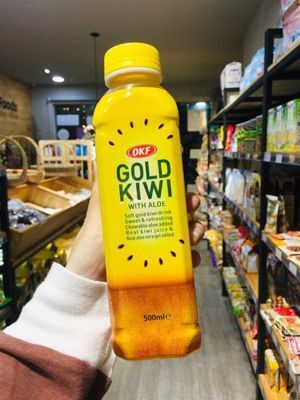 Foods
OKF
GOLD
KIWI
WITH ALOE
Soft gold kiwi drink
Sweet & refreshing
Chewable aloe added
Real kiwi juice &
Real aloe vera gel added
500ml e